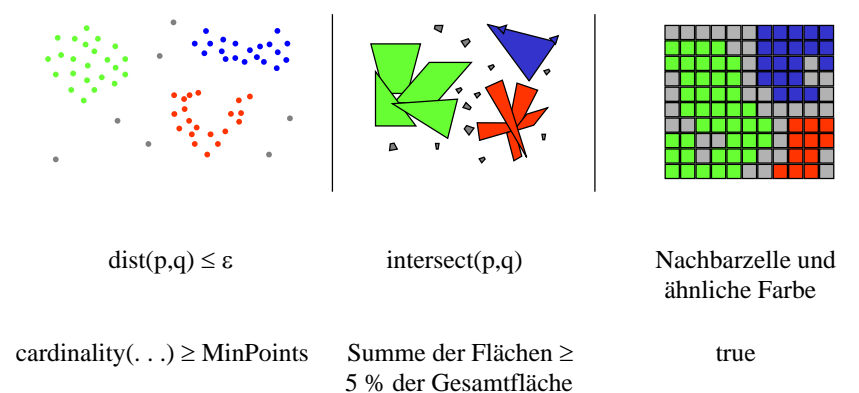 dist(p,q) ≤ ε
intersect(p,q)
Nachbarzelle und
ähnliche Farbe
cardinality(. . .) ≥ MinPoints
Summe der Flächen ≥
5 % der Gesamtfläche
true